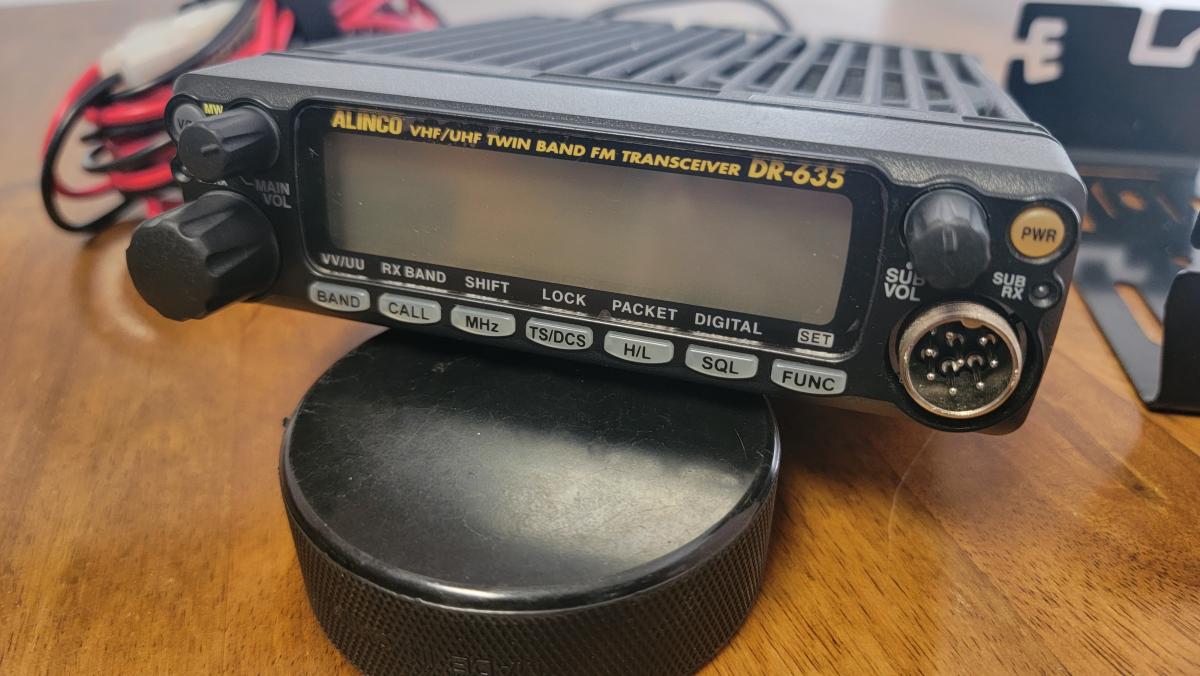 MW
ALINCO VHF/UHF TWIN BAND FM TRANSCEIVER DR-635
MAIN
VOL
VV/UU RX BAND SHIFT LOCK PACKET DIGITAL SET
BAND CALL MHz TS/DCS H/L SQL FUNC
PWR
SUB
VOL
SUB
RX